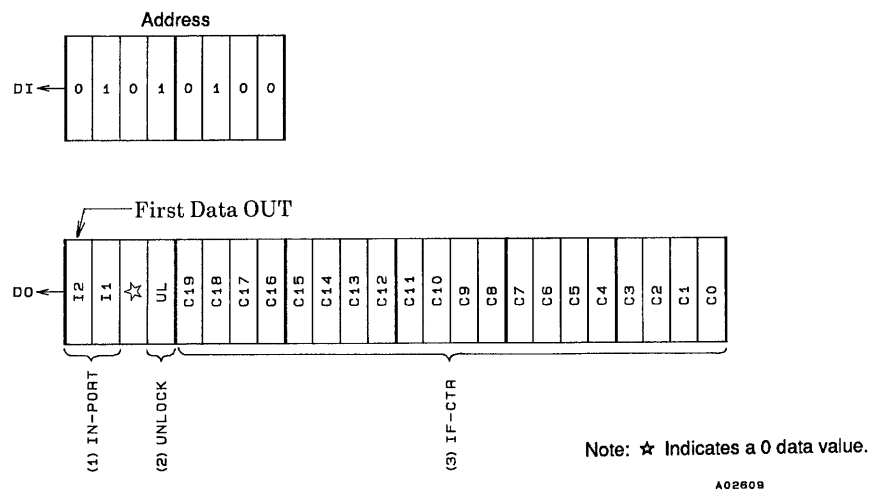 Address
DI 0 1 0 1 0 1 0 0
First Data OUT
DO I2 I1 ☆ UL C19 C18 C17 C16 C15 C14 C13 C12 C11 C10 C9 C8 C7 C6 C5 C4 C3 C2 C1 C0
(1) IN-PORT
(2) UNLOCK
(3) IF-CTR
Note: ☆ Indicates a 0 data value.
A02609